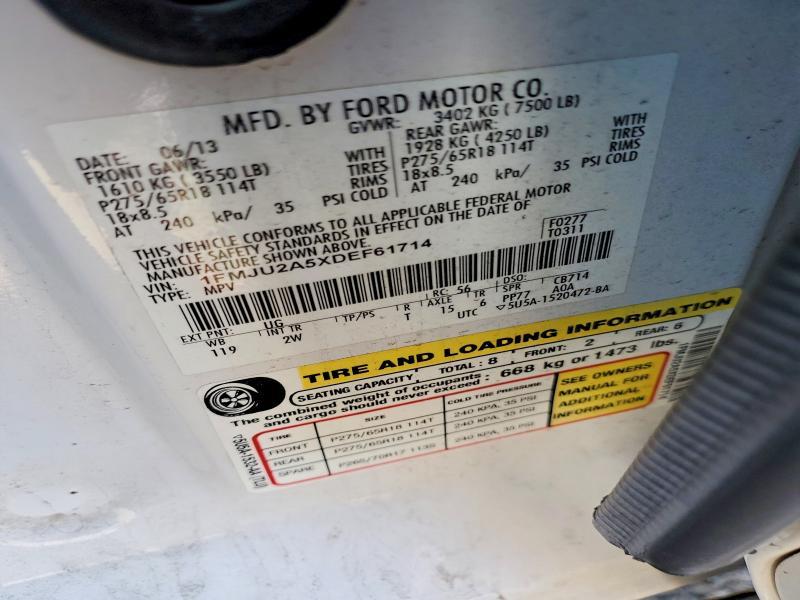 MFD. BY FORD MOTOR CO.
DATE: 06/13 GVWR: 3402 KG ( 7500 LB)
FRONT GAWR: REAR GAWR:
1610 KG ( 3550 LB) WITH 1928 KG ( 4250 LB) WITH
P275/65R18 114T TIRES P275/65R18 114T TIRES
18x8.5 RIMS 18x8.5 RIMS
AT 240 kPa/ 35 PSI COLD AT 240 kPa/ 35 PSI COLD
THIS VEHICLE CONFORMS TO ALL APPLICABLE FEDERAL MOTOR
VEHICLE SAFETY STANDARDS IN EFFECT ON THE DATE OF
MANUFACTURE SHOWN ABOVE.
F0277
T0311
VIN: 1FMJU2A5XDEF61714
TYPE: MPV
EXT PNT: UG RC: 56 DSO: CB714
WB INT TR TP/PS R AXLE TR SPR
119 2W T 15 6 PP77 A0A
UTC ▽5U5A-1520472-BA
TIRE AND LOADING INFORMATION
SEATING CAPACITY TOTAL: 8 FRONT: 2 REAR: 6
The combined weight of occupants
and cargo should never exceed : 668 kg or 1473 lbs.
TIRE SIZE COLD TIRE PRESSURE
FRONT P275/65R18 114T 240 KPA, 35 PSI
REAR P275/65R18 114T 240 KPA, 35 PSI
SPARE P265/70R17 113S 240 KPA, 35 PSI
SEE OWNERS
MANUAL FOR
ADDITIONAL
INFORMATION